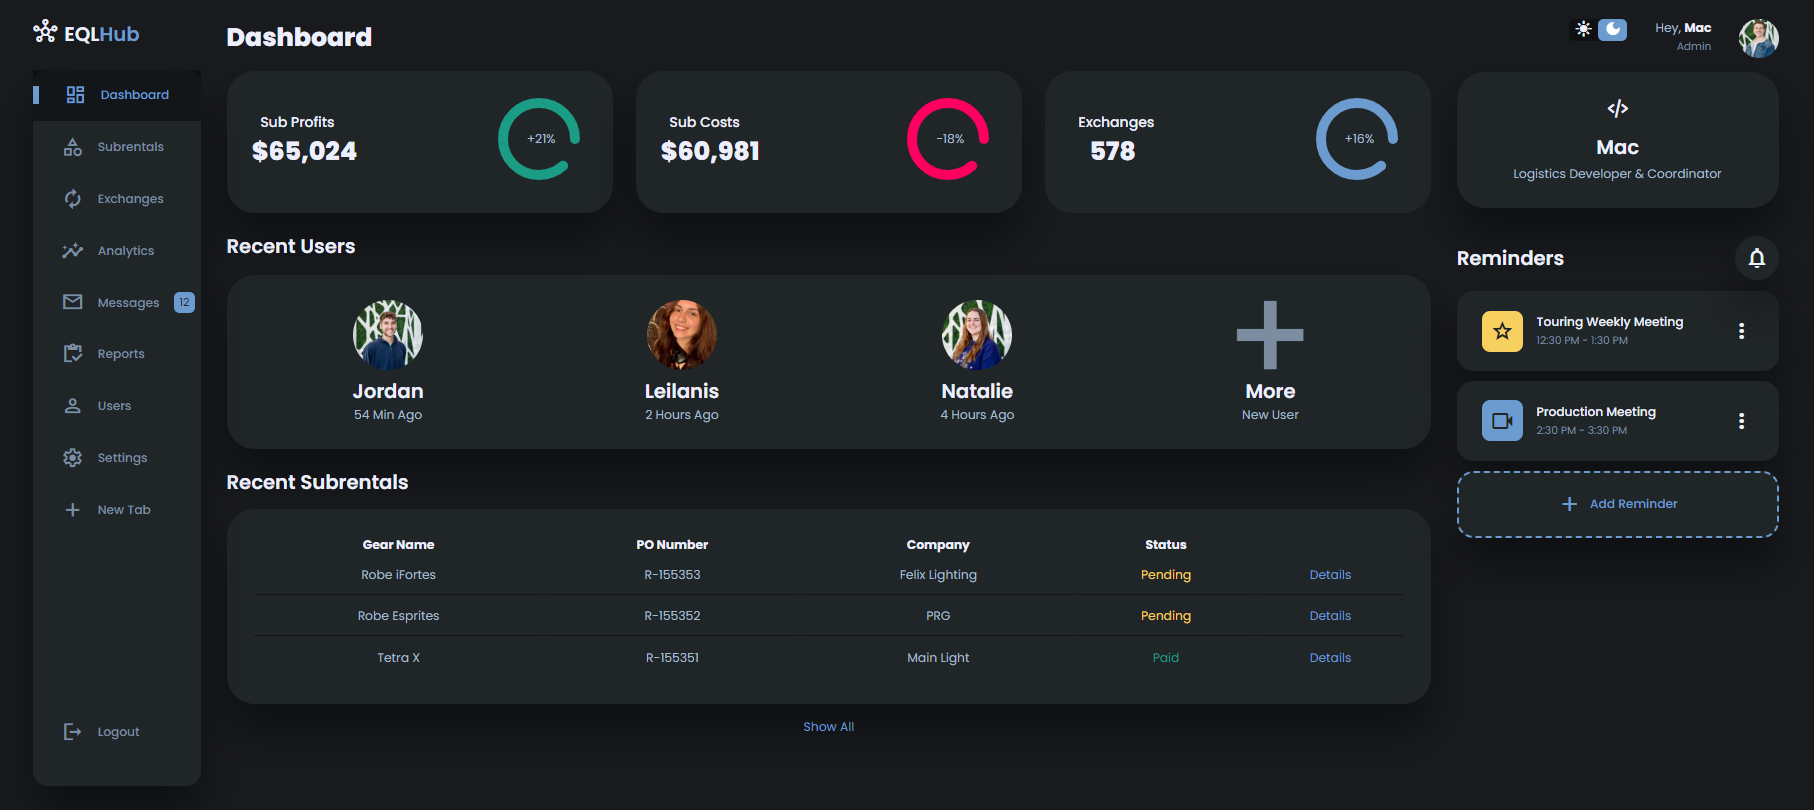 EQLHub
Dashboard
Subrentals
Exchanges
Analytics
Messages 12
Reports
Users
Settings
New Tab
Logout
Dashboard
Sub Profits
$65,024
+21%
Sub Costs
$60,981
-18%
Exchanges
578
+16%
Recent Users
Jordan
54 Min Ago
Leilanis
2 Hours Ago
Natalie
4 Hours Ago
More
New User
Recent Subrentals
Gear Name PO Number Company Status
Robe iFortes R-155353 Felix Lighting Pending Details
Robe Esprites R-155352 PRG Pending Details
Tetra X R-155351 Main Light Paid Details
Show All
Hey, Mac
Admin
Mac
Logistics Developer & Coordinator
Reminders
Touring Weekly Meeting
12:30 PM - 1:30 PM
Production Meeting
2:30 PM - 3:30 PM
Add Reminder